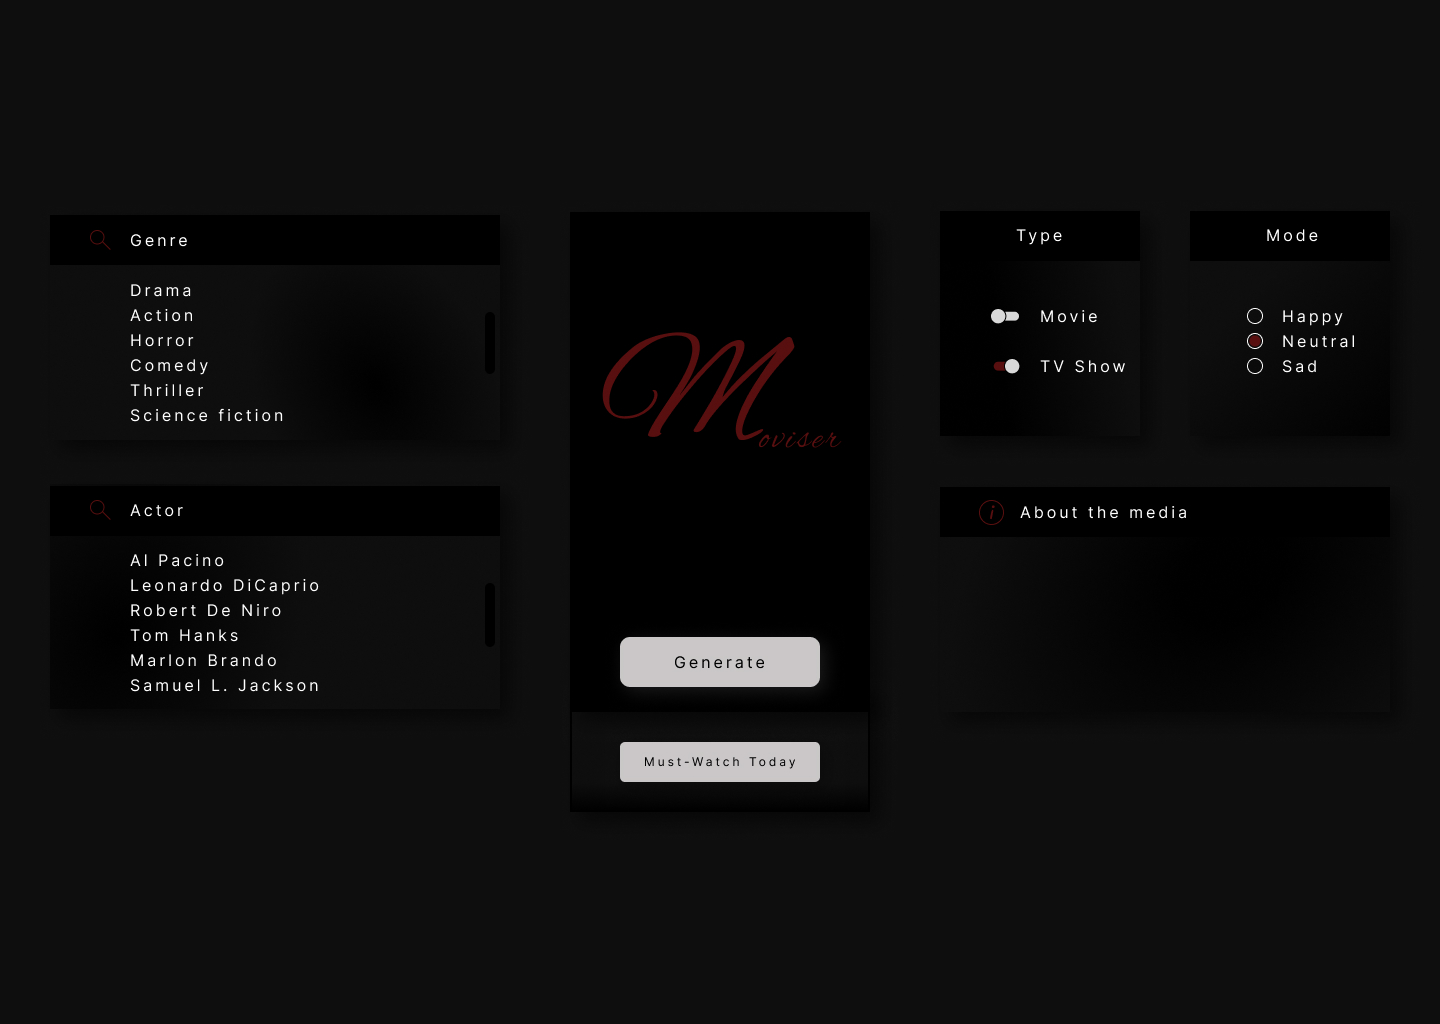 Genre
Drama
Action
Horror
Comedy
Thriller
Science fiction
Actor
Al Pacino
Leonardo DiCaprio
Robert De Niro
Tom Hanks
Marlon Brando
Samuel L. Jackson
Moviser
Generate
Must-Watch Today
Type
Movie
TV Show
Mode
Happy
Neutral
Sad
i About the media